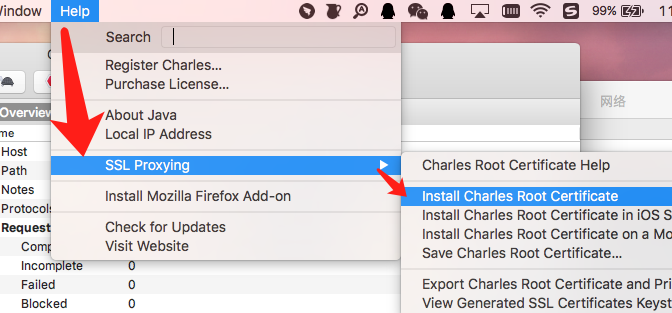 Window Help 99%
Search
Register Charles...
Purchase License...
About Java
Local IP Address
SSL Proxying
Install Mozilla Firefox Add-on
Check for Updates
Visit Website
Charles Root Certificate Help
Install Charles Root Certificate
Install Charles Root Certificate in iOS S
Install Charles Root Certificate on a Mo
Save Charles Root Certificate...
Export Charles Root Certificate and Pri
View Generated SSL Certificates Keyst
网络
Overview
me
Host
Path
Notes
Protocols
Request
Comp
Incomplete 0
Failed 0
Blocked 0